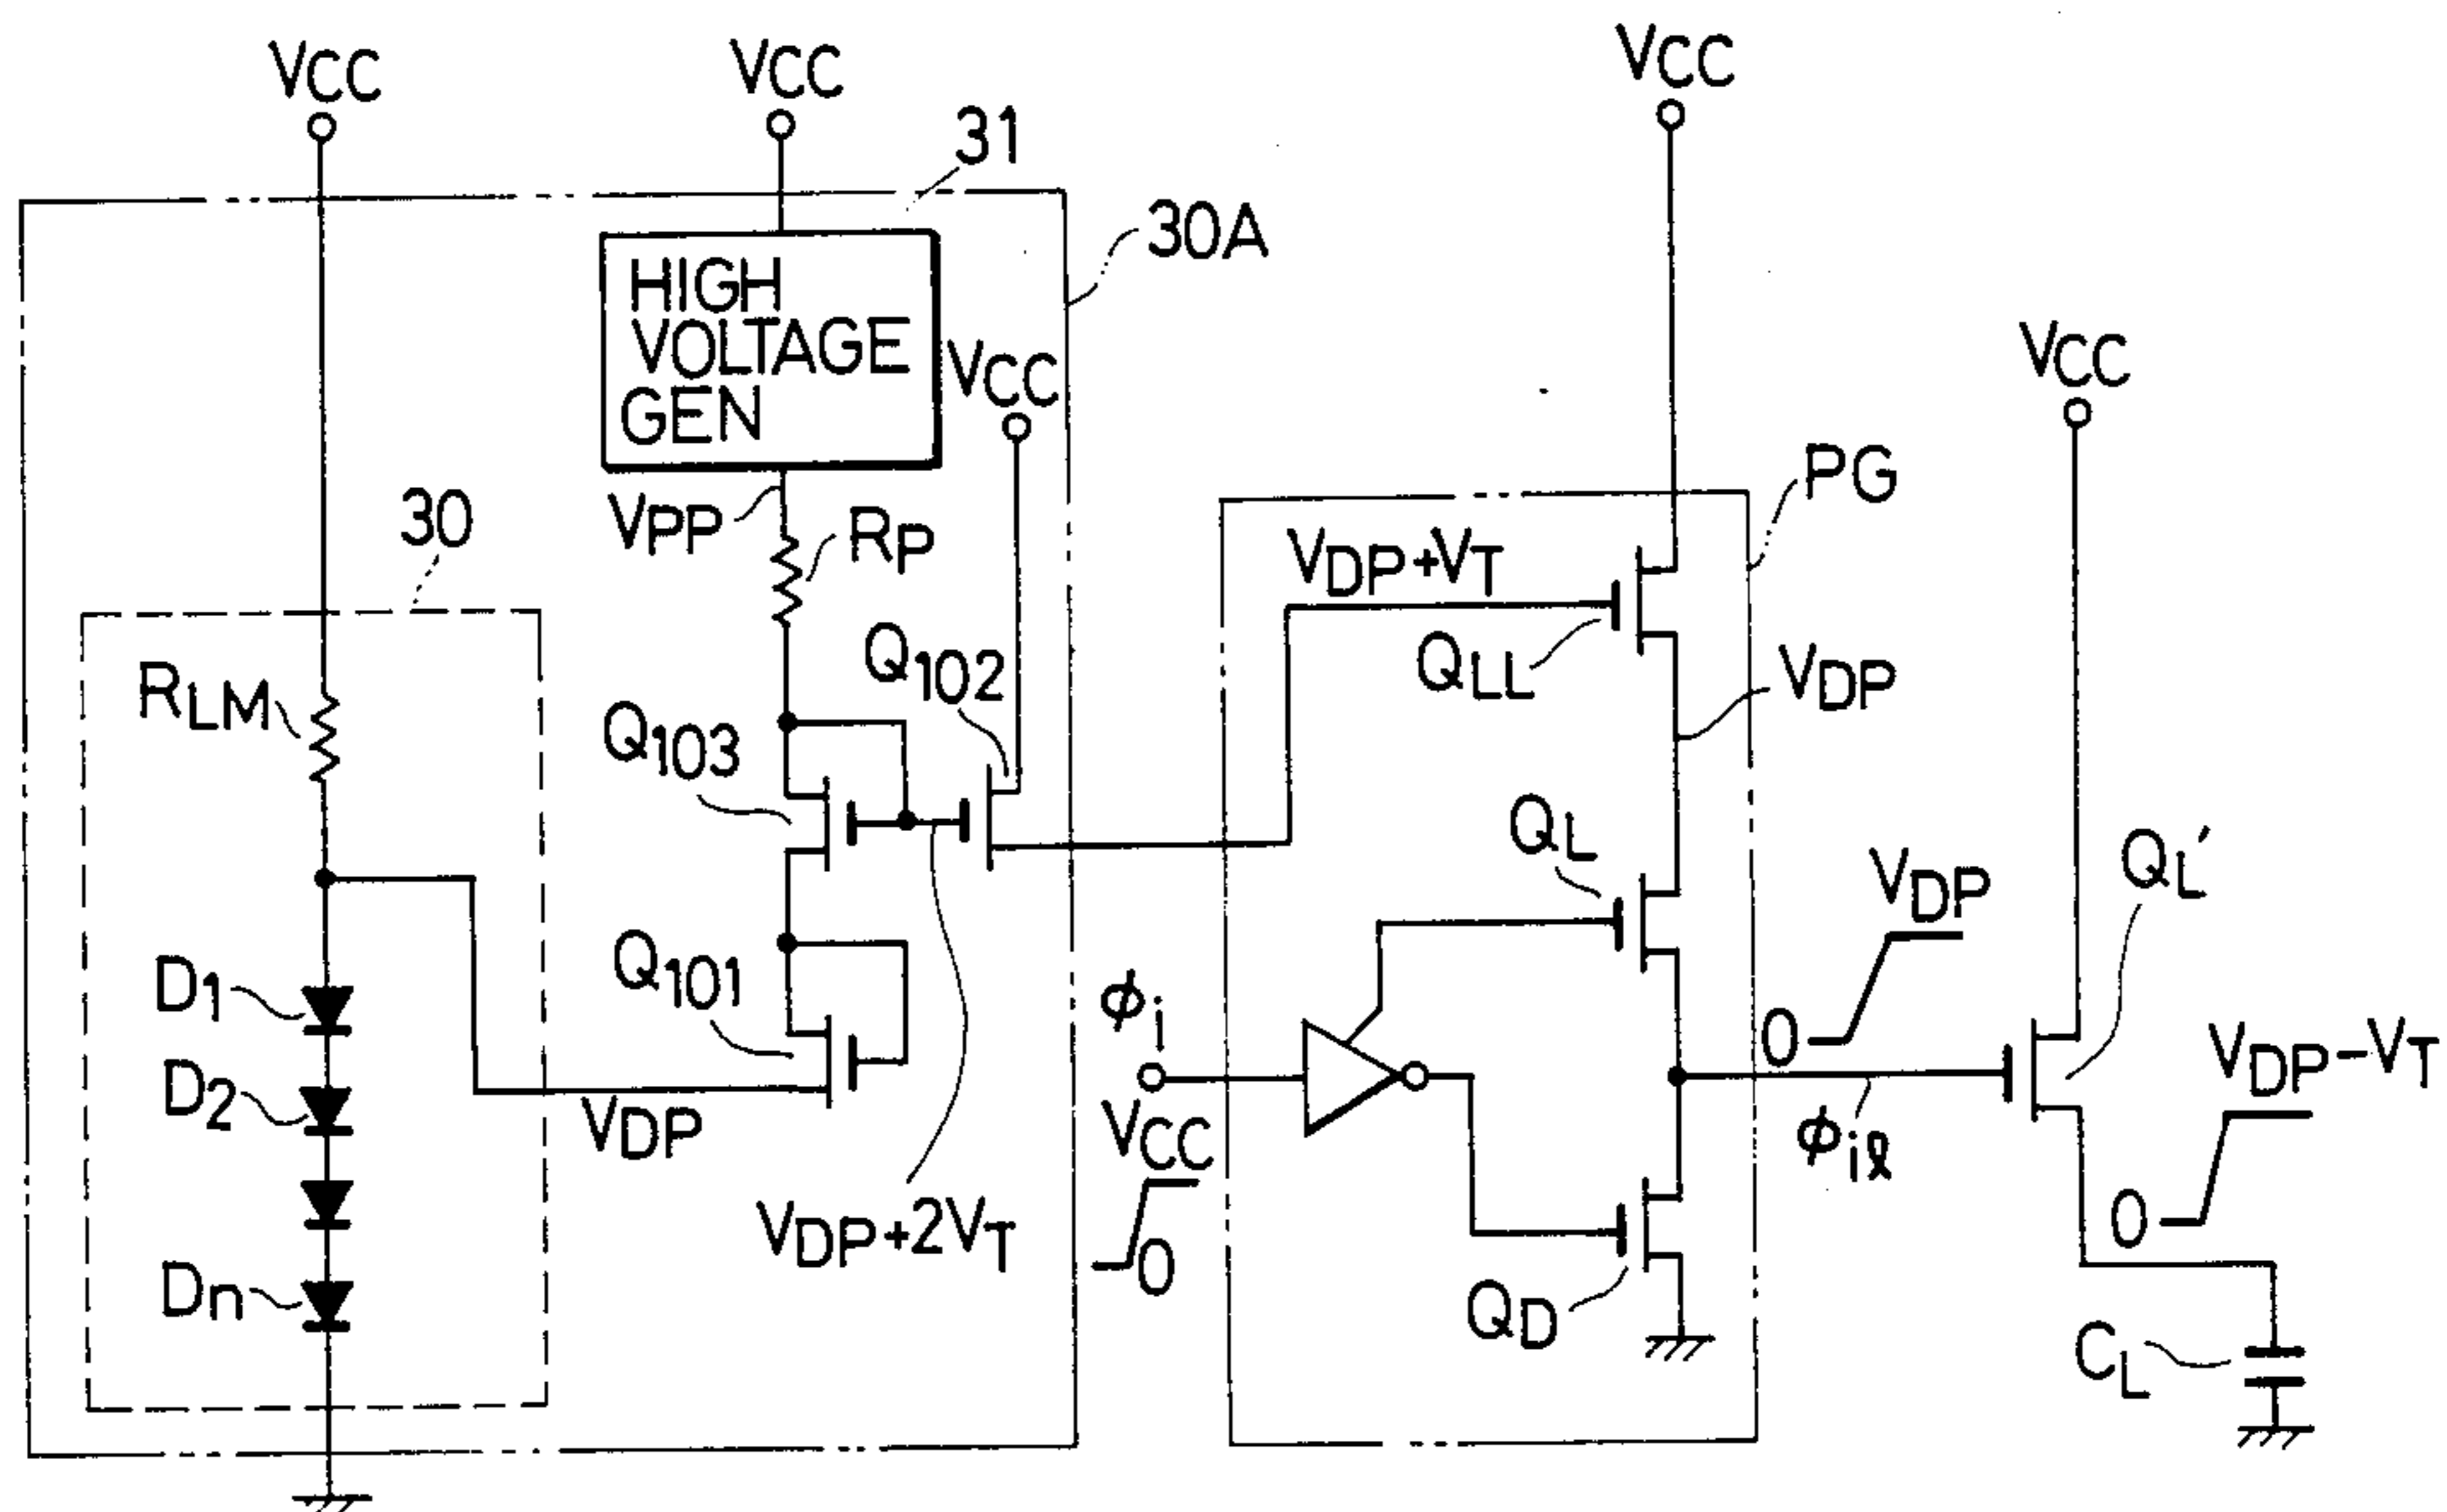 VCC
VCC
VCC
31
30A
HIGH
VOLTAGE
GEN
VCC
VCC
PG
30
VPP
RP
VDP+VT
QLL
VDP
RLM
Q102
Q103
QL
VDP
QL'
Q101
D1
ϕi
0
VDP-VT
D2
VDP
VCC
ϕiℓ
VDP+2VT
0
0
Dn
QD
CL